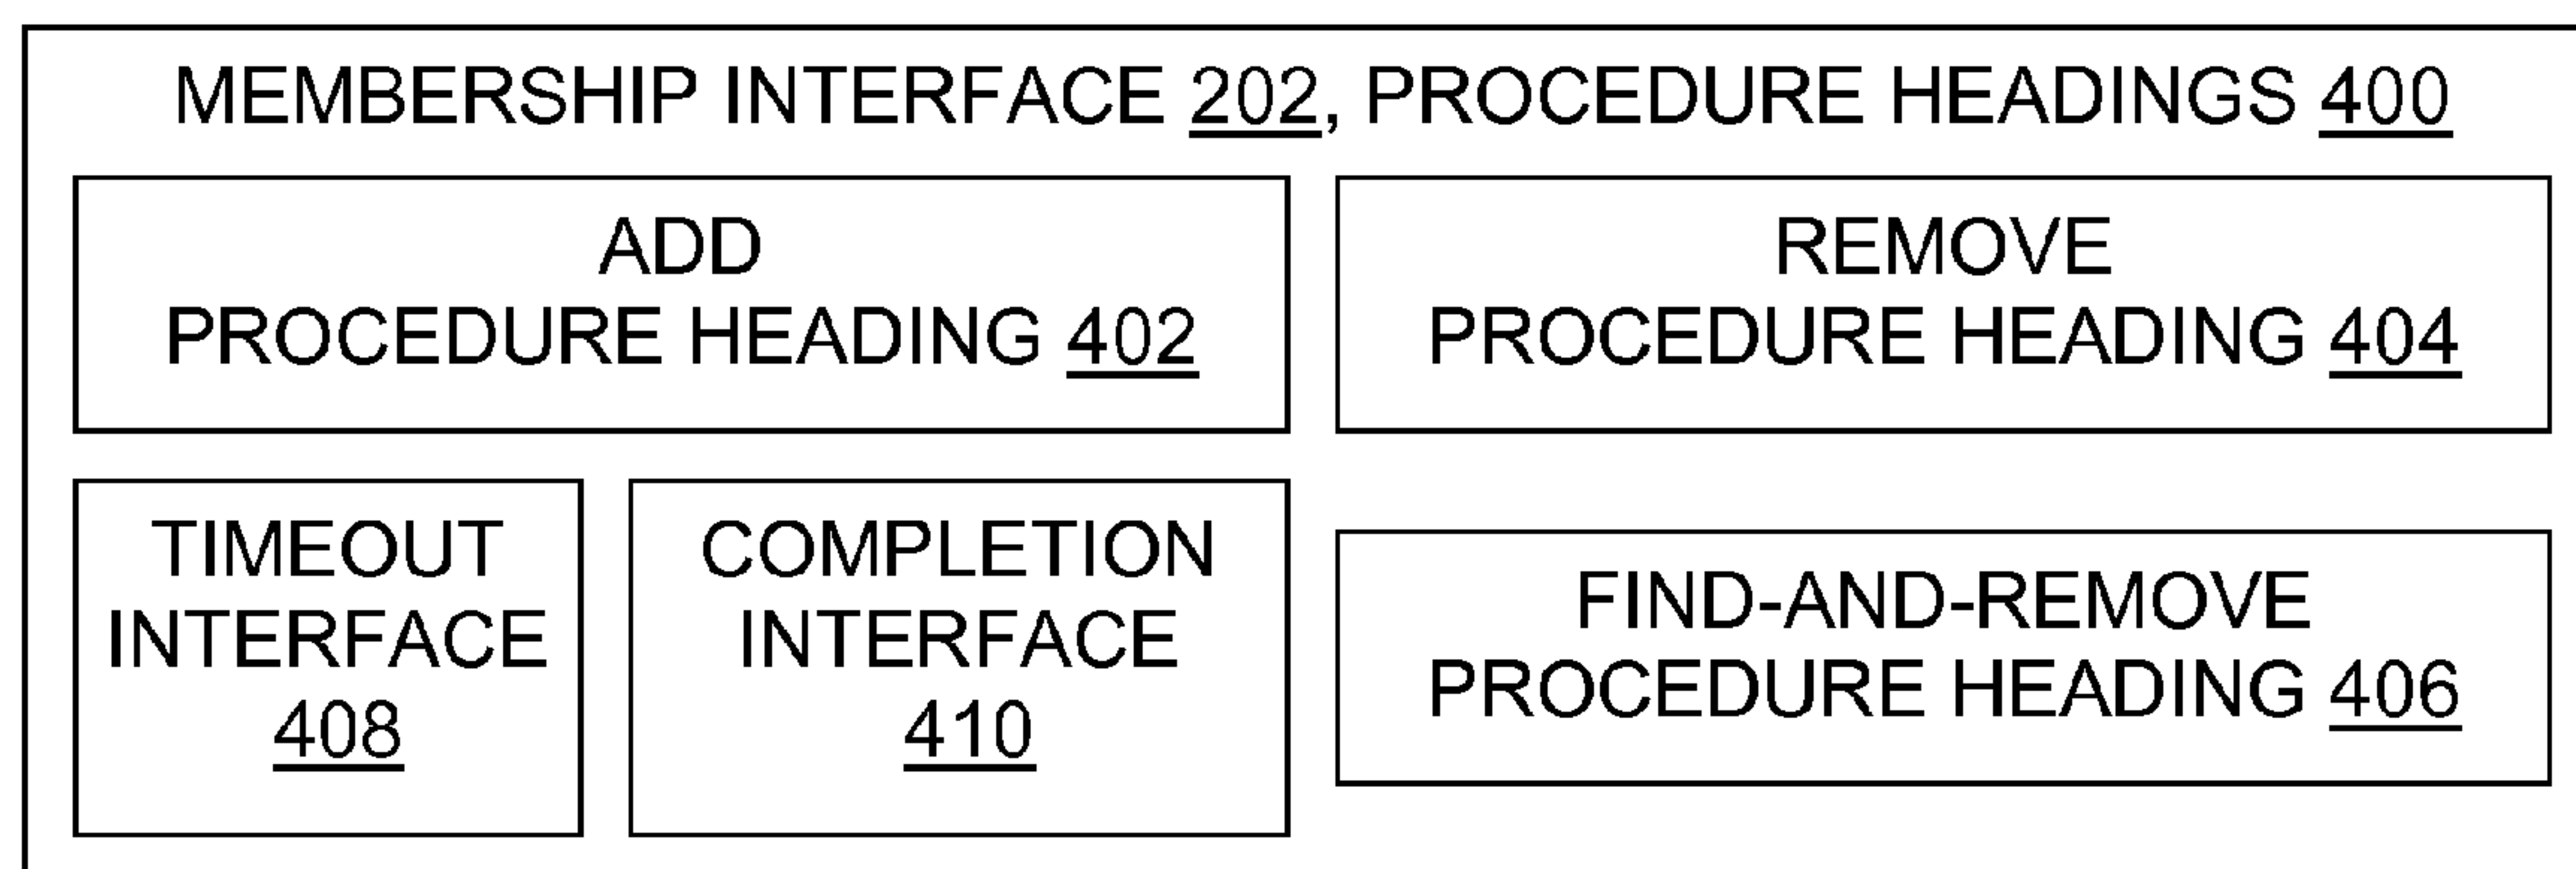 MEMBERSHIP INTERFACE 202, PROCEDURE HEADINGS 400
ADD
PROCEDURE HEADING 402
REMOVE
PROCEDURE HEADING 404
TIMEOUT
INTERFACE
408
COMPLETION
INTERFACE
410
FIND-AND-REMOVE
PROCEDURE HEADING 406